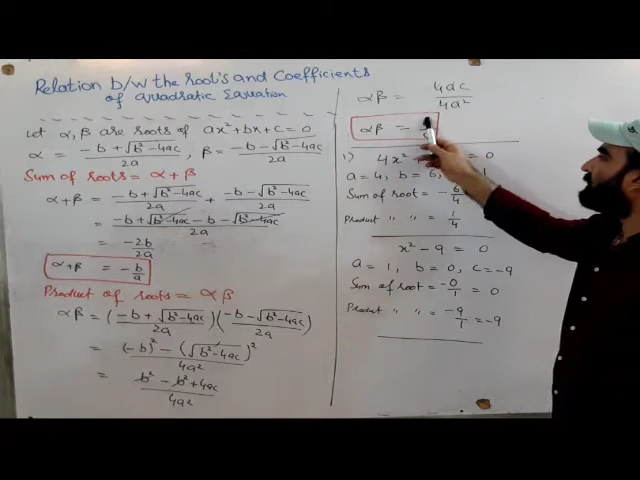 Relation b/w the root's and Coefficients
of quadratic Equation
Let α, β are roots of ax² + bx + c = 0
α = (-b + √(b² - 4ac))/2a , β = (-b - √(b² - 4ac))/2a
Sum of roots = α + β
α + β = (-b + √(b² - 4ac))/2a + (-b - √(b² - 4ac))/2a
= (-b + √(b² - 4ac) - b - √(b² - 4ac))/2a
= -2b/2a
α + β = -b/a
Product of roots = αβ
αβ = ((-b + √(b² - 4ac))/2a)((-b - √(b² - 4ac))/2a)
= ((-b)² - (√(b² - 4ac))²)/4a²
= (b² - b² + 4ac)/4a²
αβ = 4ac/4a²
αβ =
1) 4x² = 0
a = 4, b = 6, 1
Sum of root = -6/4
Product " " = 1/4
x² - 9 = 0
a = 1, b = 0, c = -9
Sum of root = -0/1 = 0
Product " " = -9/1 = -9